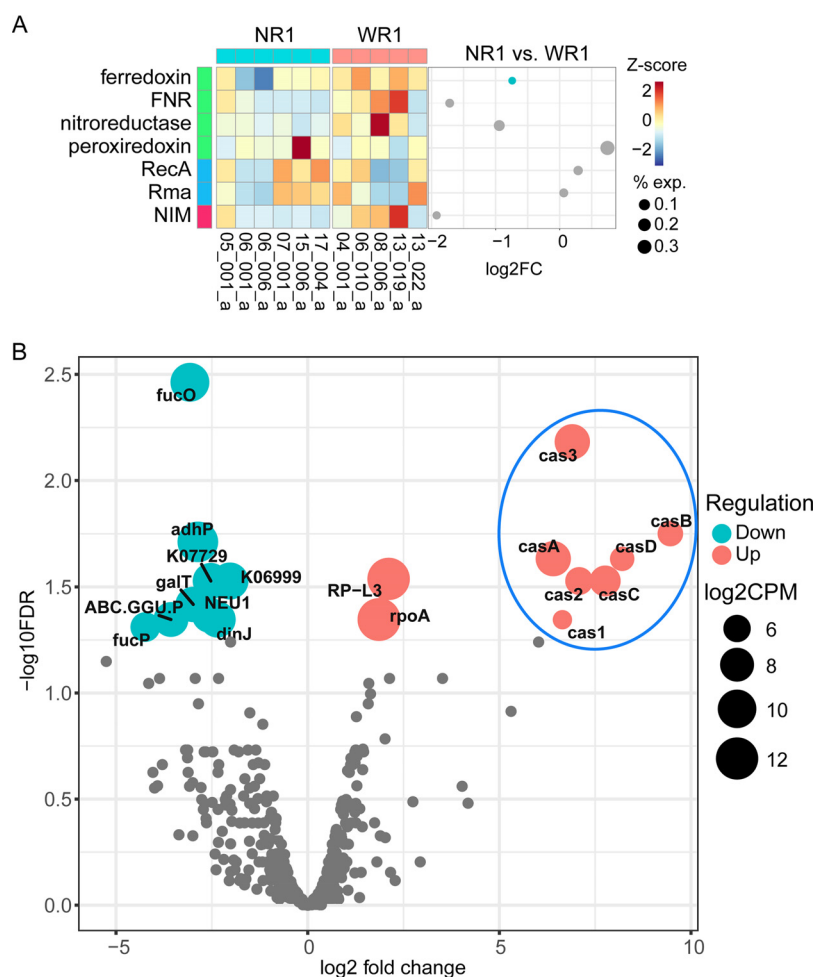 A
NR1
WR1
NR1 vs. WR1
ferredoxin
FNR
nitroreductase
peroxiredoxin
RecA
Rma
NIM
05_001_a
06_001_a
06_006_a
07_001_a
15_006_a
17_004_a
04_001_a
06_010_a
08_006_a
13_019_a
13_022_a
−2
−1
0
log2FC
Z-score
2
0
−2
% exp.
0.1
0.2
0.3
B
2.5
2.0
1.5
1.0
0.5
0.0
−log10FDR
fucO
adhP
K07729
galT
K06999
ABC.GGU.P
NEU1
fucP
dinJ
RP−L3
rpoA
cas3
casB
casA
casD
cas2
casC
cas1
−5
0
5
10
log2 fold change
Regulation
Down
Up
log2CPM
6
8
10
12